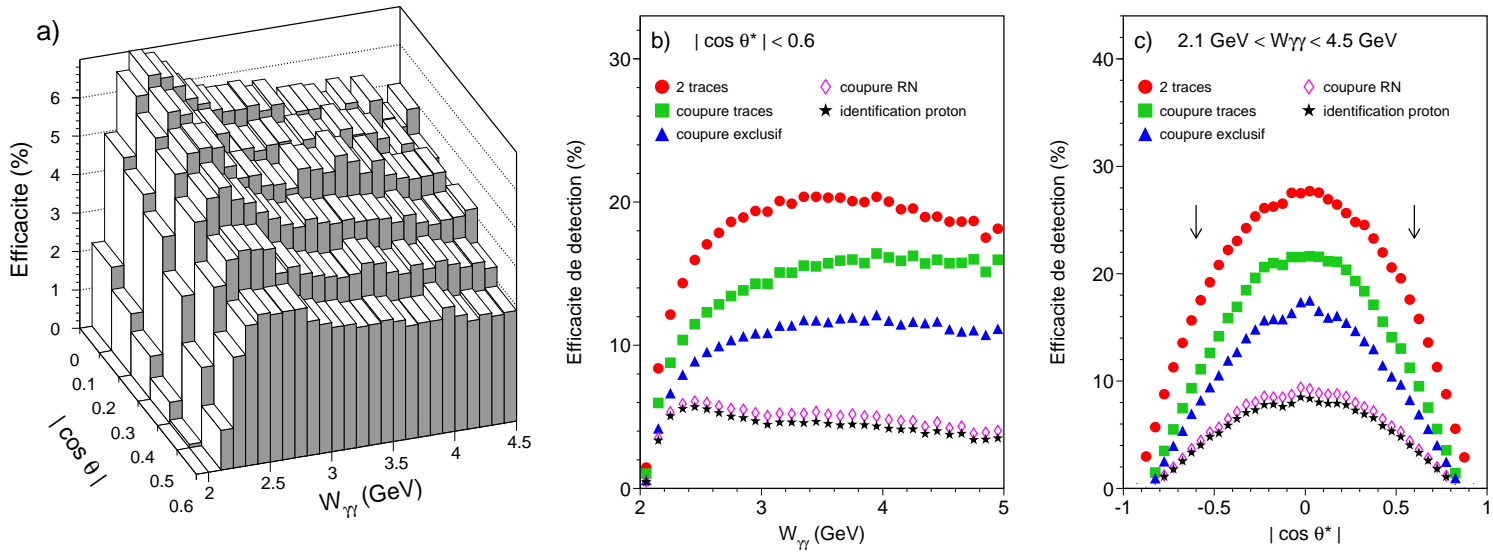 a)
Efficacite (%)
6
5
4
3
2
1
0
0
0.1
0.2
0.3
0.4
0.5
0.6
| cos θ |
2
2.5
3
3.5
4
4.5
W_γγ (GeV)
b) | cos θ* | < 0.6
2 traces
coupure traces
coupure exclusif
coupure RN
identification proton
Efficacite de detection (%)
30
20
10
0
2 3 4 5
W_γγ (GeV)
c) 2.1 GeV < Wγγ < 4.5 GeV
2 traces
coupure traces
coupure exclusif
coupure RN
identification proton
Efficacite de detection (%)
40
30
20
10
0
-1 -0.5 0 0.5 1
| cos θ* |